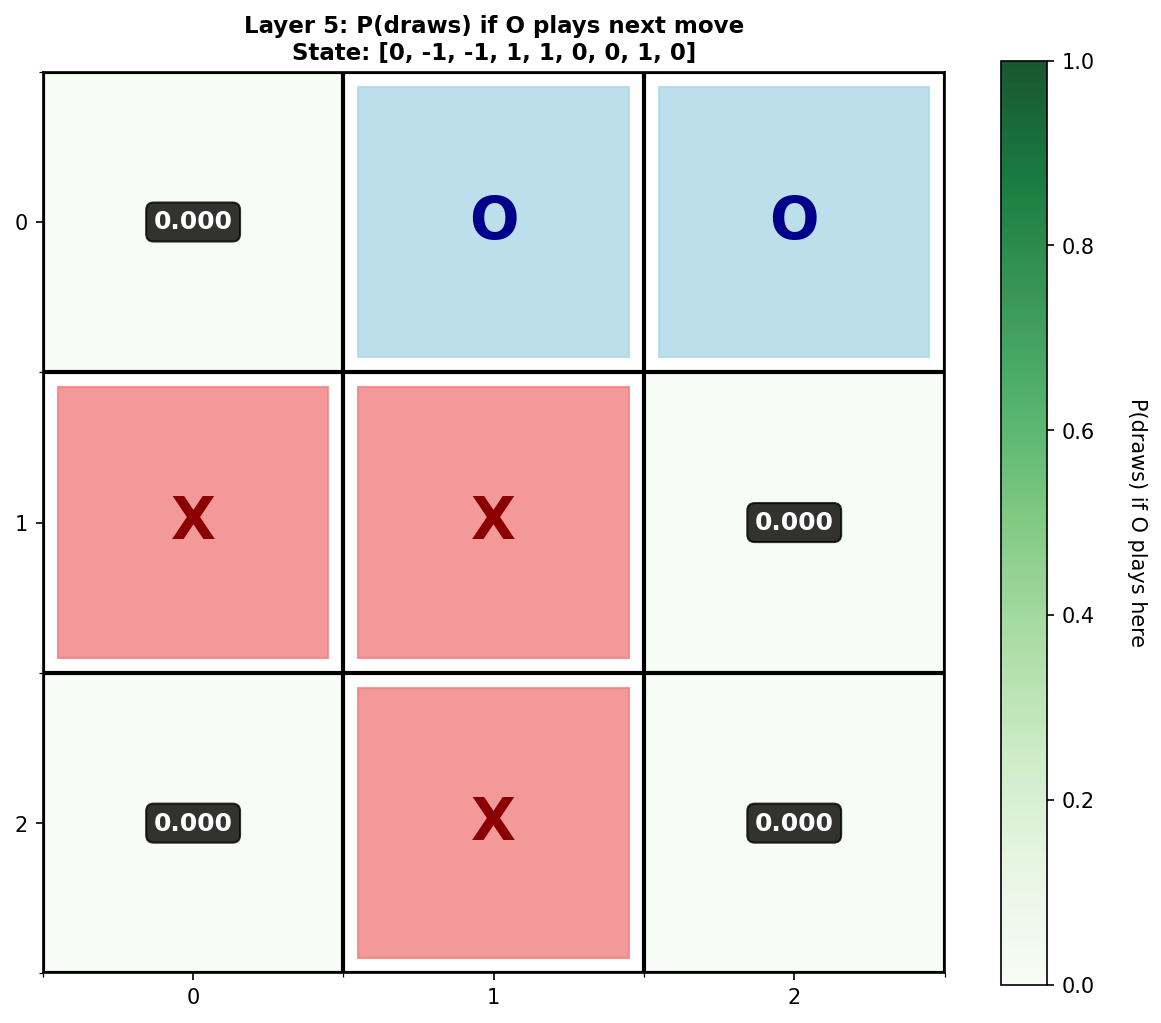 Layer 5: P(draws) if O plays next move
State: [0, -1, -1, 1, 1, 0, 0, 1, 0]
0
0.000
O
O
1
X
X
0.000
2
0.000
X
0.000
0
1
2
1.0
0.8
0.6
0.4
0.2
0.0
P(draws) if O plays here